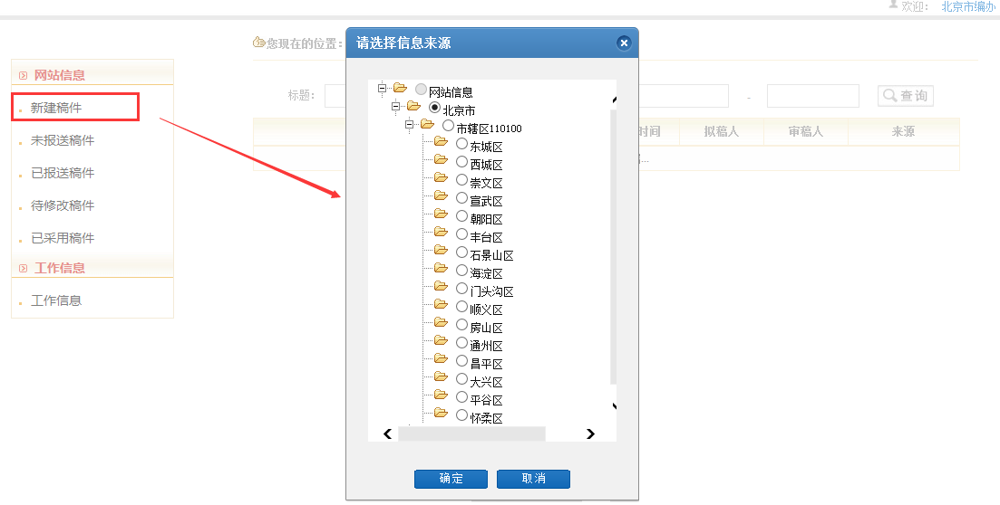 欢迎: 北京市编办
您现在的位置:
网站信息
新建稿件
未报送稿件
已报送稿件
待修改稿件
已采用稿件
工作信息
工作信息
标题:
-
查询
时间 拟稿人 审稿人 来源
...
请选择信息来源
网站信息
北京市
市辖区110100
东城区
西城区
崇文区
宣武区
朝阳区
丰台区
石景山区
海淀区
门头沟区
顺义区
房山区
通州区
昌平区
大兴区
平谷区
怀柔区
确定 取消